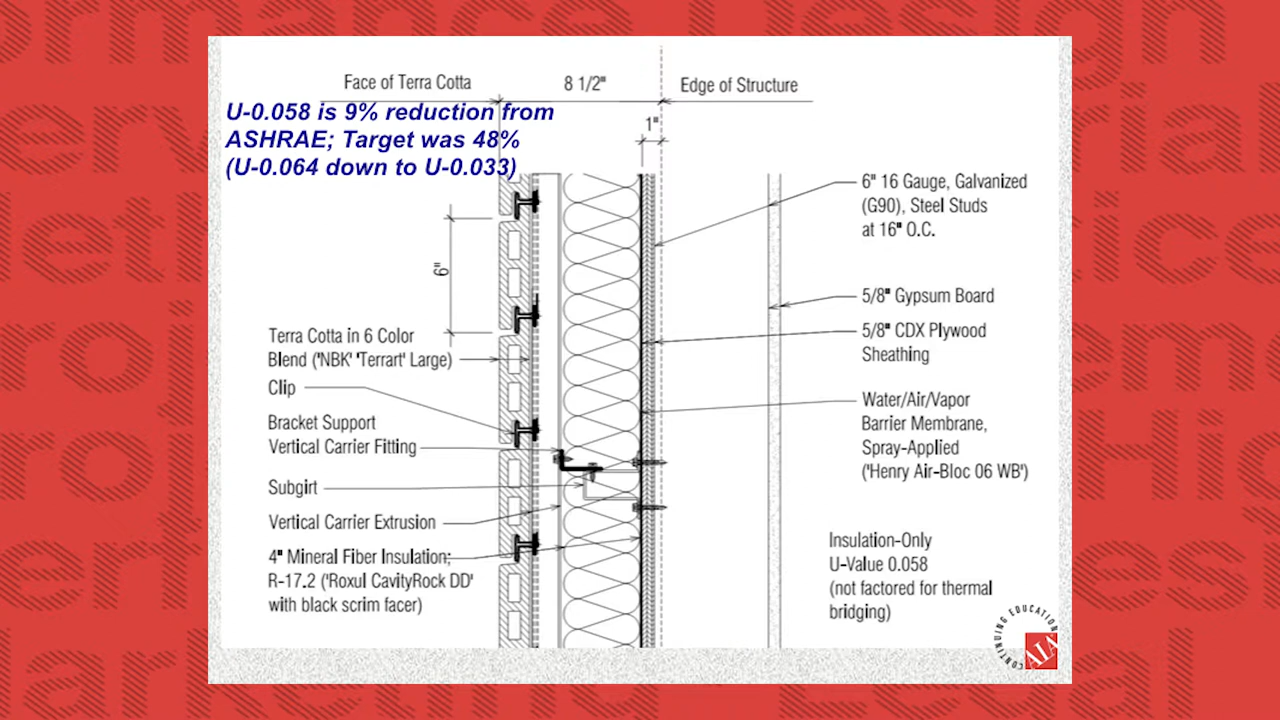 Face of Terra Cotta
8 1/2"
Edge of Structure
U-0.058 is 9% reduction from
ASHRAE; Target was 48%
(U-0.064 down to U-0.033)
1"
6"
6" 16 Gauge, Galvanized
(G90), Steel Studs
at 16" O.C.
5/8" Gypsum Board
5/8" CDX Plywood
Sheathing
Water/Air/Vapor
Barrier Membrane,
Spray-Applied
('Henry Air-Bloc 06 WB')
Terra Cotta in 6 Color
Blend ('NBK' 'Terrart' Large)
Clip
Bracket Support
Vertical Carrier Fitting
Subgirt
Vertical Carrier Extrusion
4" Mineral Fiber Insulation;
R-17.2 ('Roxul CavityRock DD'
with black scrim facer)
Insulation-Only
U-Value 0.058
(not factored for thermal
bridging)
CONTINUING EDUCATION
AIA